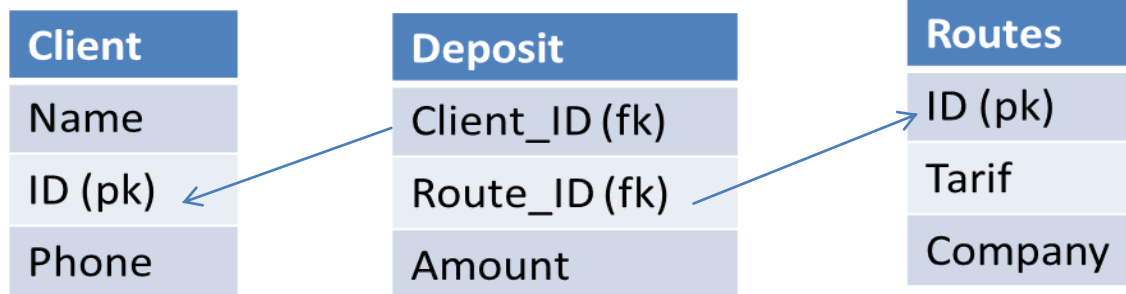 Client
Name
ID (pk)
Phone
Deposit
Client_ID (fk)
Route_ID (fk)
Amount
Routes
ID (pk)
Tarif
Company